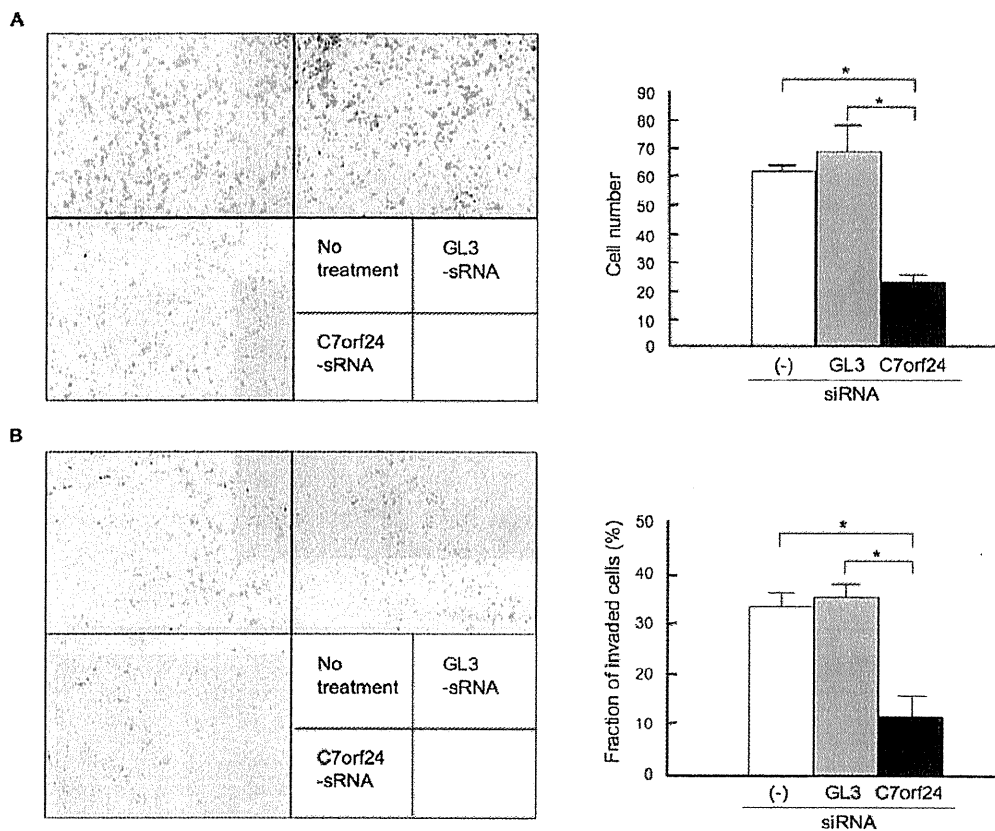 A
No GL3
treatment -sRNA
C7orf24
-sRNA
Cell number
90
80
70
60
50
40
30
20
10
0
*
*
(-) GL3 C7orf24
siRNA
B
No GL3
treatment -sRNA
C7orf24
-sRNA
Fraction of invaded cells (%)
50
40
30
20
10
0
*
*
(-) GL3 C7orf24
siRNA